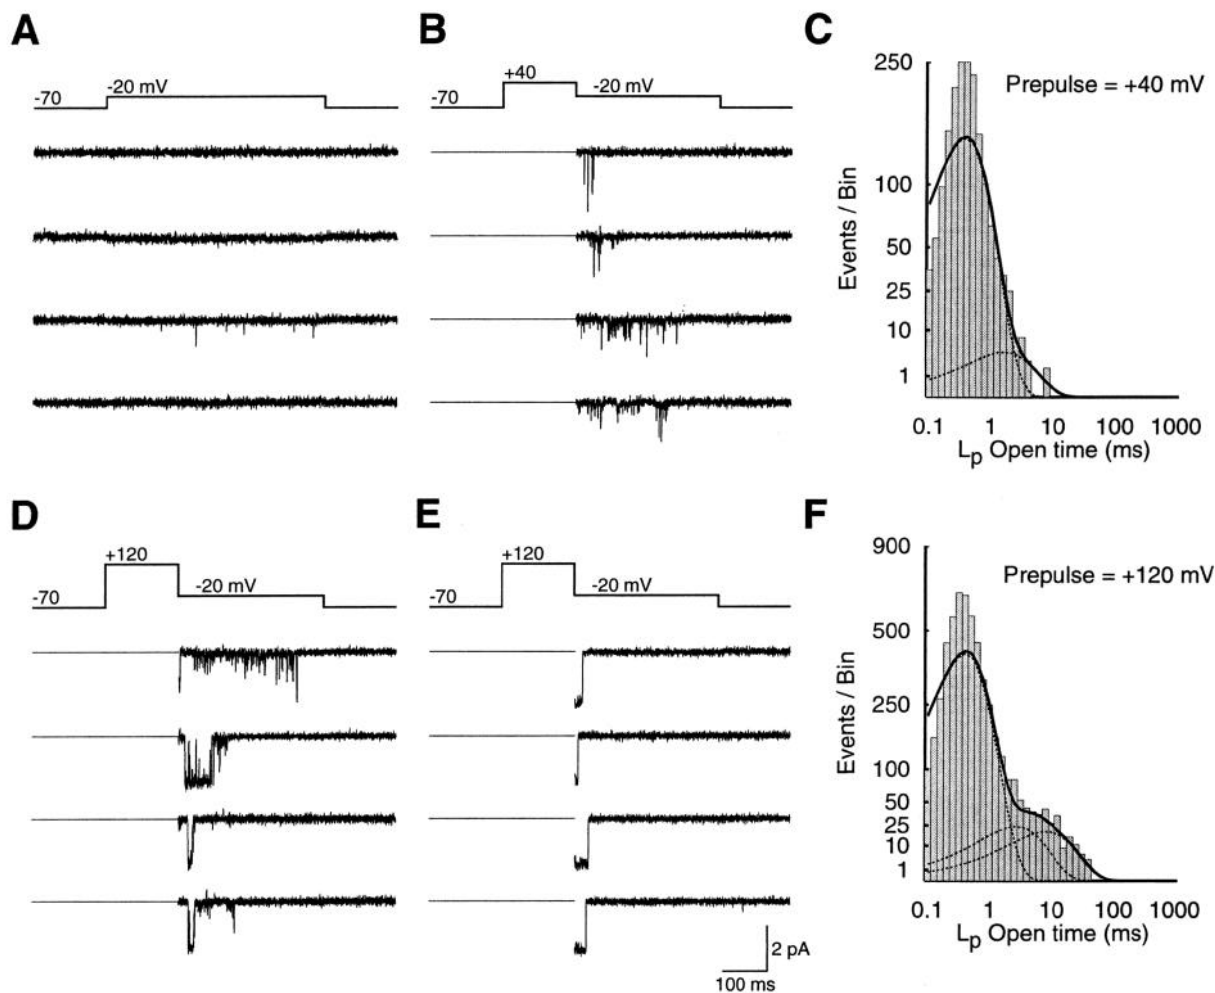 A
-70
-20 mV
B
-70
+40
-20 mV
C
Prepulse = +40 mV
Events / Bin
250
100
50
25
10
1
0.1 1 10 100 1000
Lp Open time (ms)
D
-70
+120
-20 mV
E
-70
+120
-20 mV
2 pA
100 ms
F
Prepulse = +120 mV
Events / Bin
900
500
250
100
50
25
10
1
0.1 1 10 100 1000
Lp Open time (ms)